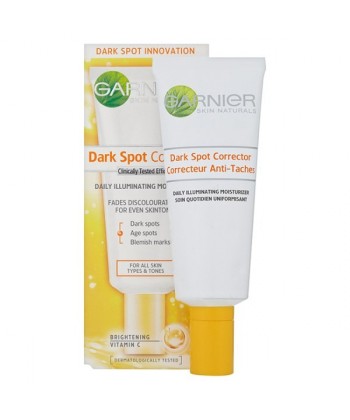 DARK SPOT INNOVATION
GARNIER
Dark Spot Co
Clinically Tested Effi
DAILY ILLUMINATING MO
FADES DISCOLOURAT
FOR EVEN SKINTON
Dark spots
Age spots
Blemish marks
FOR ALL SKIN
TYPES & TONES
BRIGHTENING
VITAMIN C
DERMATOLOGICALLY TESTED
GARNIER
SKIN NATURALS
Dark Spot Corrector
Correcteur Anti-Taches
DAILY ILLUMINATING MOISTURIZER
SOIN QUOTIDIEN UNIFORMISANT